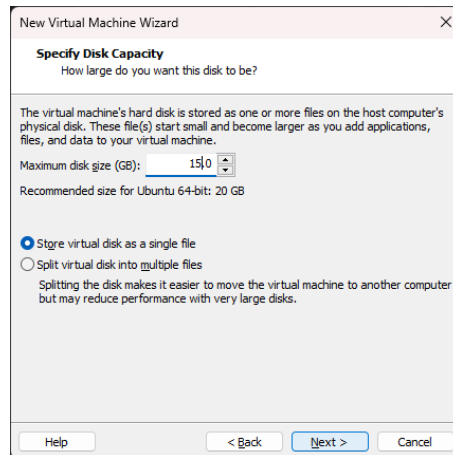 New Virtual Machine Wizard
Specify Disk Capacity
How large do you want this disk to be?
The virtual machine's hard disk is stored as one or more files on the host computer's
physical disk. These file(s) start small and become larger as you add applications,
files, and data to your virtual machine.
Maximum disk size (GB): 15.0
Recommended size for Ubuntu 64-bit: 20 GB
Store virtual disk as a single file
Split virtual disk into multiple files
Splitting the disk makes it easier to move the virtual machine to another computer
but may reduce performance with very large disks.
Help < Back Next > Cancel